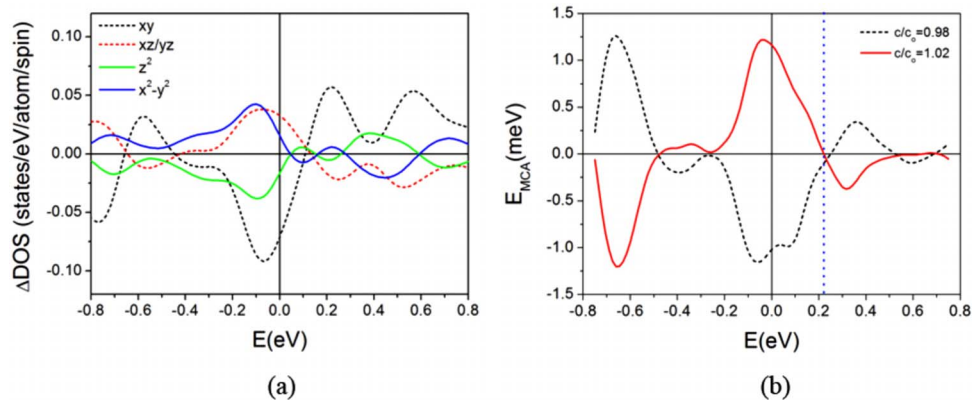 xy
xz/yz
z²
x²-y²
0.10
0.05
0.00
-0.05
-0.10
ΔDOS (states/eV/atom/spin)
-0.8 -0.6 -0.4 -0.2 0.0 0.2 0.4 0.6 0.8
E(eV)
(a)
c/c₀=0.98
c/c₀=1.02
1.5
1.0
0.5
0.0
-0.5
-1.0
-1.5
E_MCA(meV)
-0.8 -0.6 -0.4 -0.2 0.0 0.2 0.4 0.6 0.8
E(eV)
(b)